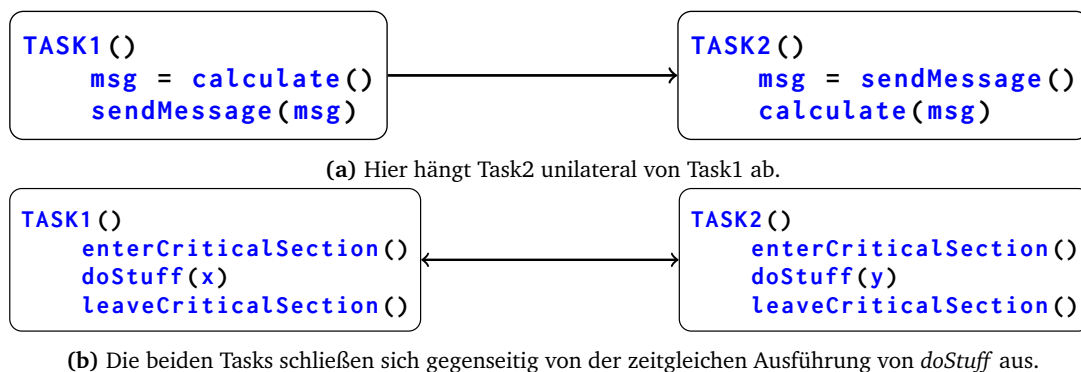 TASK1() TASK2()
msg = calculate() msg = sendMessage()
sendMessage(msg) calculate(msg)
(a) Hier hängt Task2 unilateral von Task1 ab.
TASK1() TASK2()
enterCriticalSection() enterCriticalSection()
doStuff(x) doStuff(y)
leaveCriticalSection() leaveCriticalSection()
(b) Die beiden Tasks schließen sich gegenseitig von der zeitgleichen Ausführung von doStuff aus.